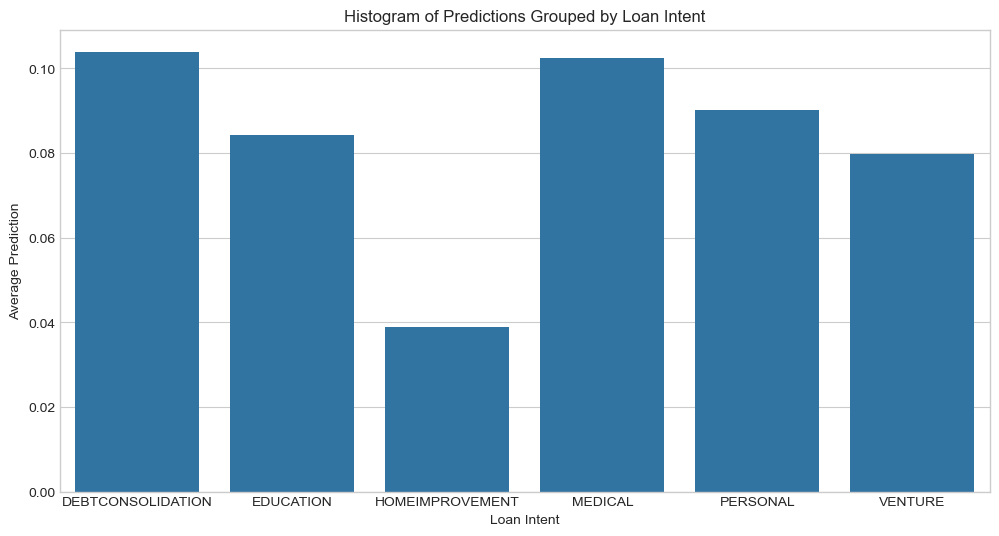 Histogram of Predictions Grouped by Loan Intent
Average Prediction
0.10
0.08
0.06
0.04
0.02
0.00
DEBTCONSOLIDATION EDUCATION HOMEIMPROVEMENT MEDICAL PERSONAL VENTURE
Loan Intent